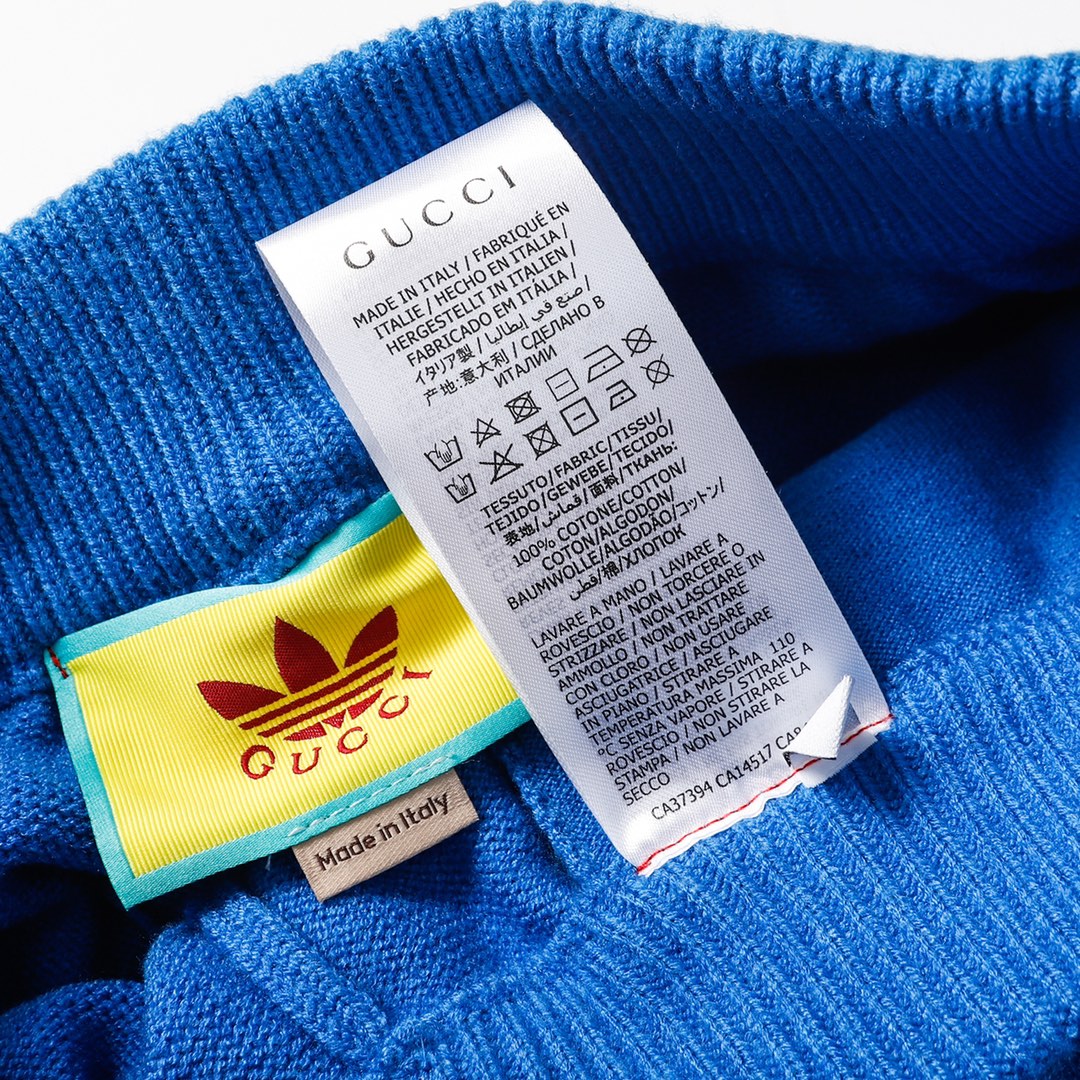 GUCCI
MADE IN ITALY / FABRIQUÉ EN
ITALIE / HECHO EN ITALIA /
HERGESTELLT IN ITALIEN /
FABRICADO EM ITÁLIA /
イタリア製 / صنع في إيطاليا /
产地:意大利 / СДЕЛАНО В
ИТАЛИИ
TESSUTO/FABRIC/TISSU/
TEJIDO/GEWEBE/TECIDO/
表地/قماش/面料/ТКАНЬ:
100% COTONE/COTTON/
COTON/ALGODON/
BAUMWOLLE/ALGODÃO/コットン/
قطن/棉/ХЛОПОК
LAVARE A MANO / LAVARE A
ROVESCIO / NON TORCERE O
STRIZZARE / NON LASCIARE IN
AMMOLLO / NON TRATTARE
CON CLORO / NON USARE
ASCIUGATRICE / ASCIUGARE
IN PIANO / STIRARE A
TEMPERATURA MASSIMA 110
°C SENZA VAPORE / STIRARE A
ROVESCIO / NON STIRARE LA
STAMPA / NON LAVARE A
SECCO
CA37394 CA14517
GUCCI
Made in Italy